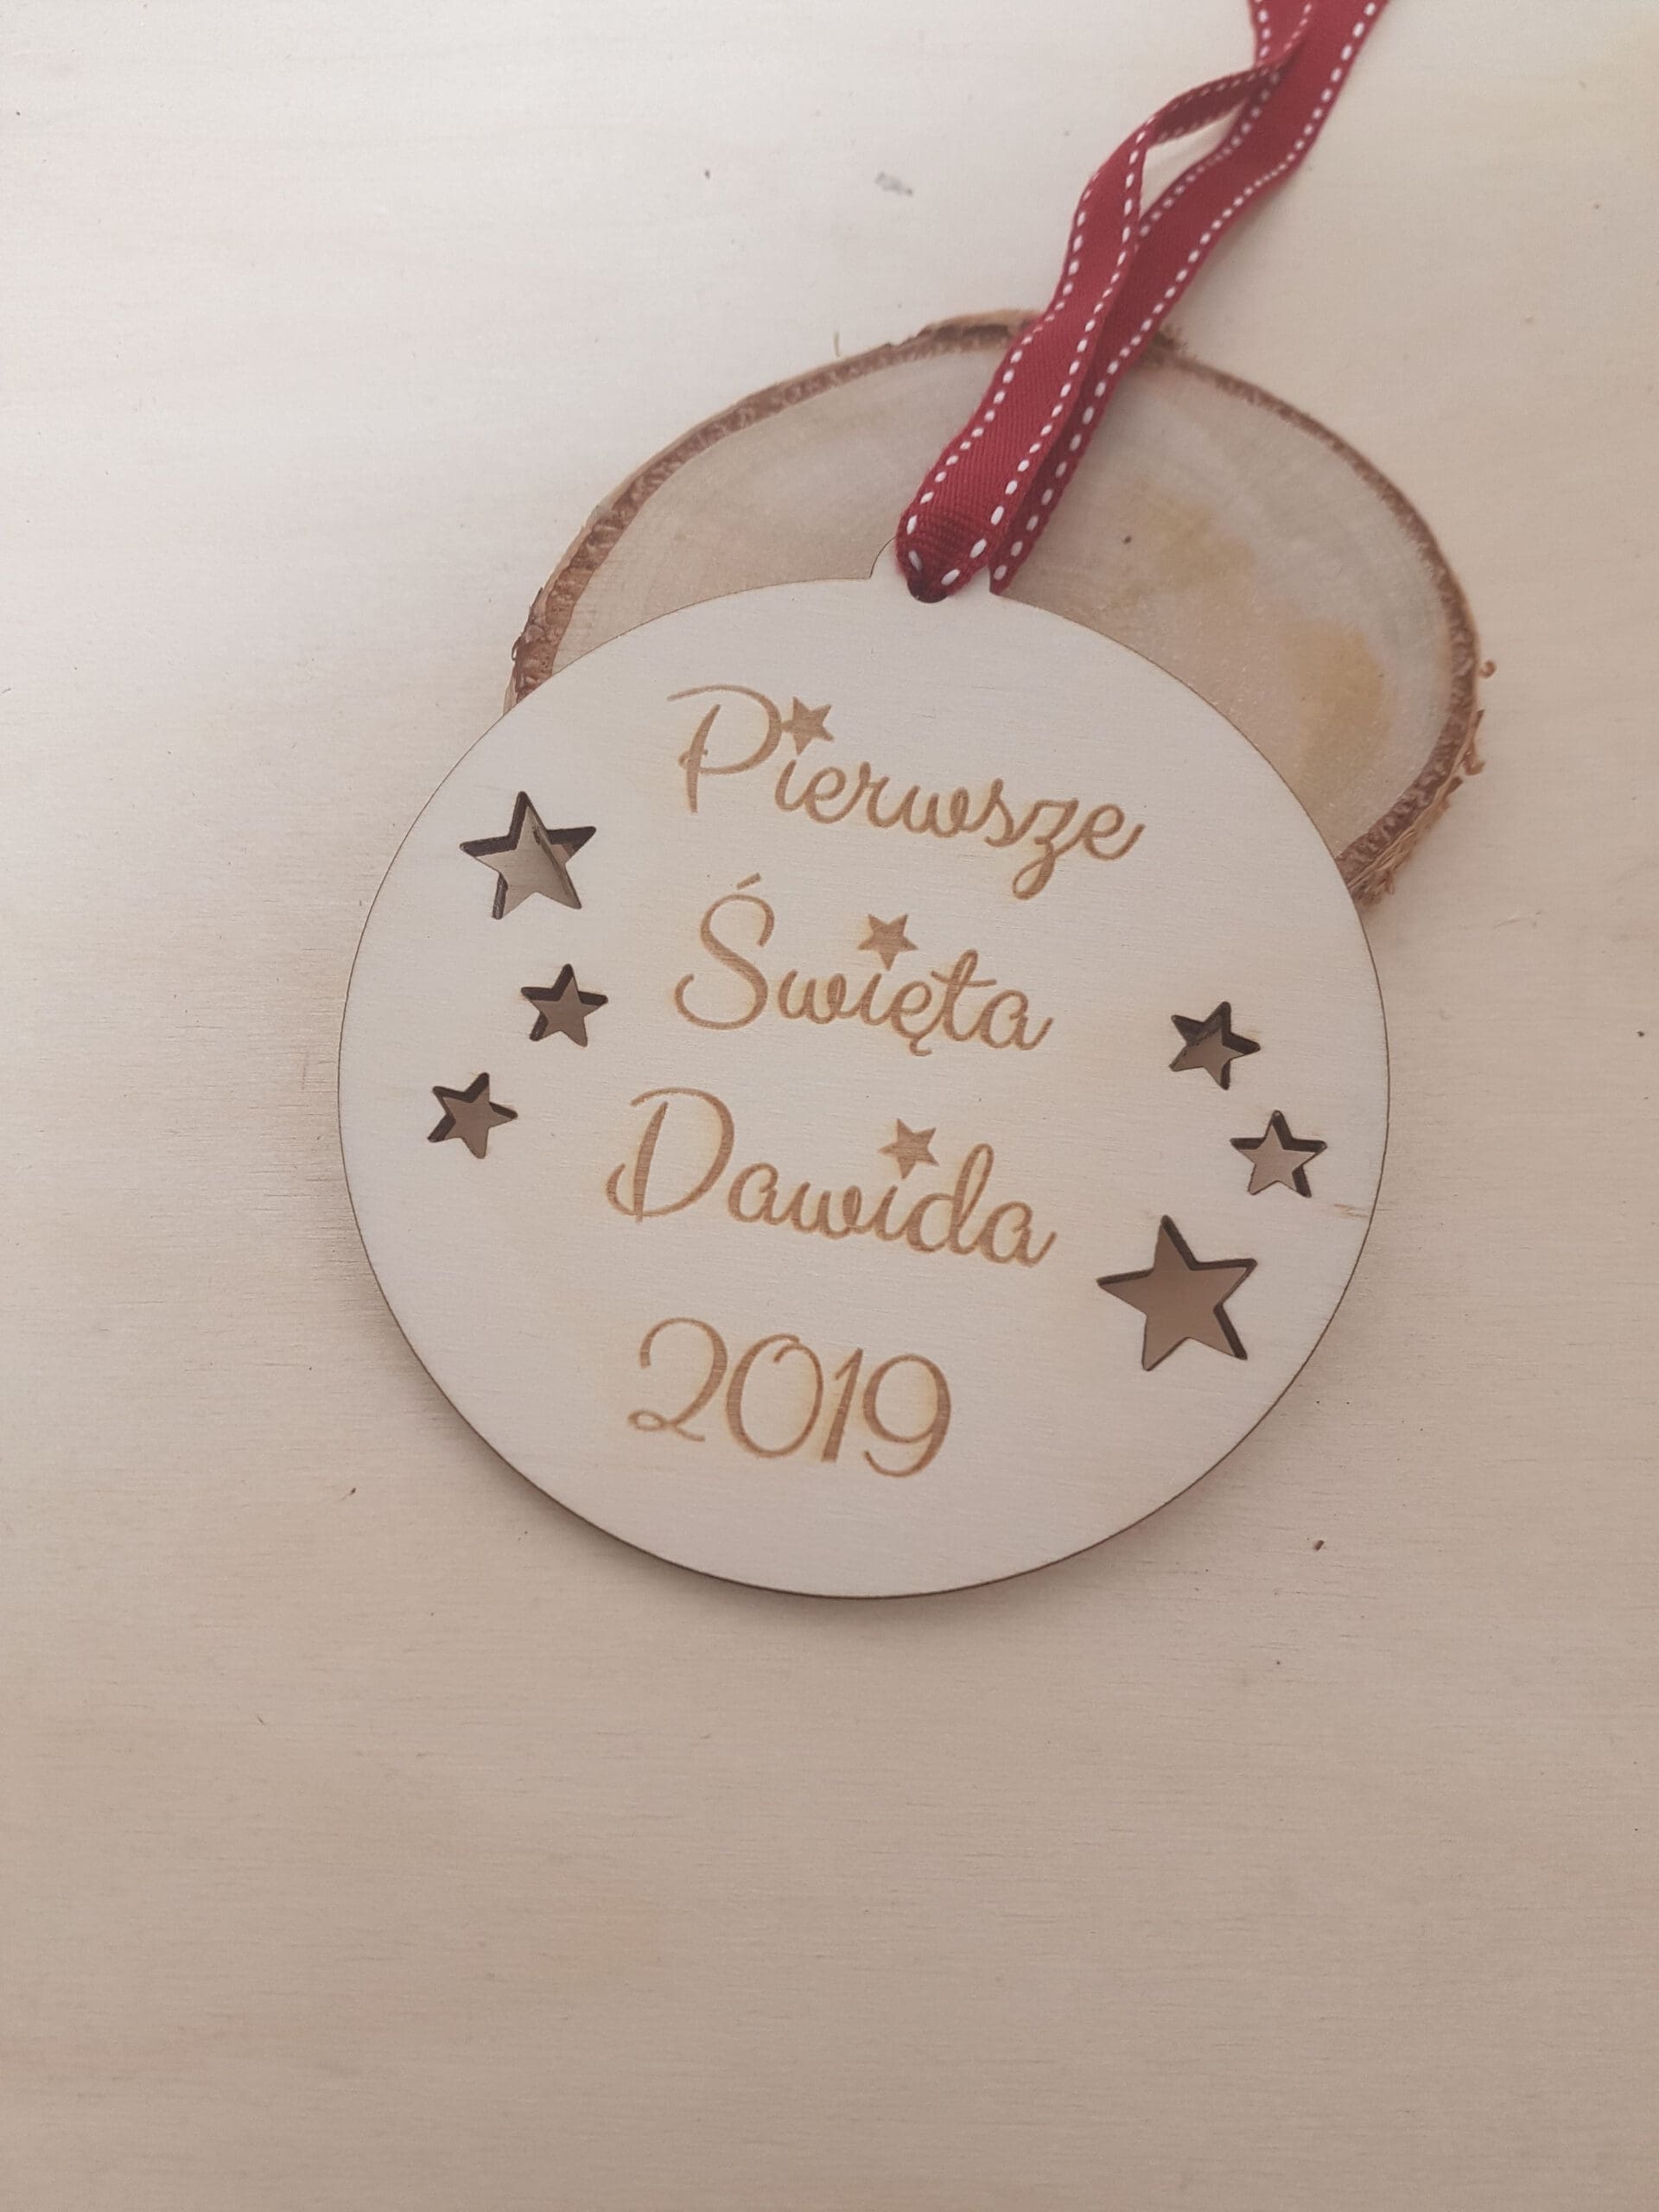 Pierwsze
Święta
Dawida
2019